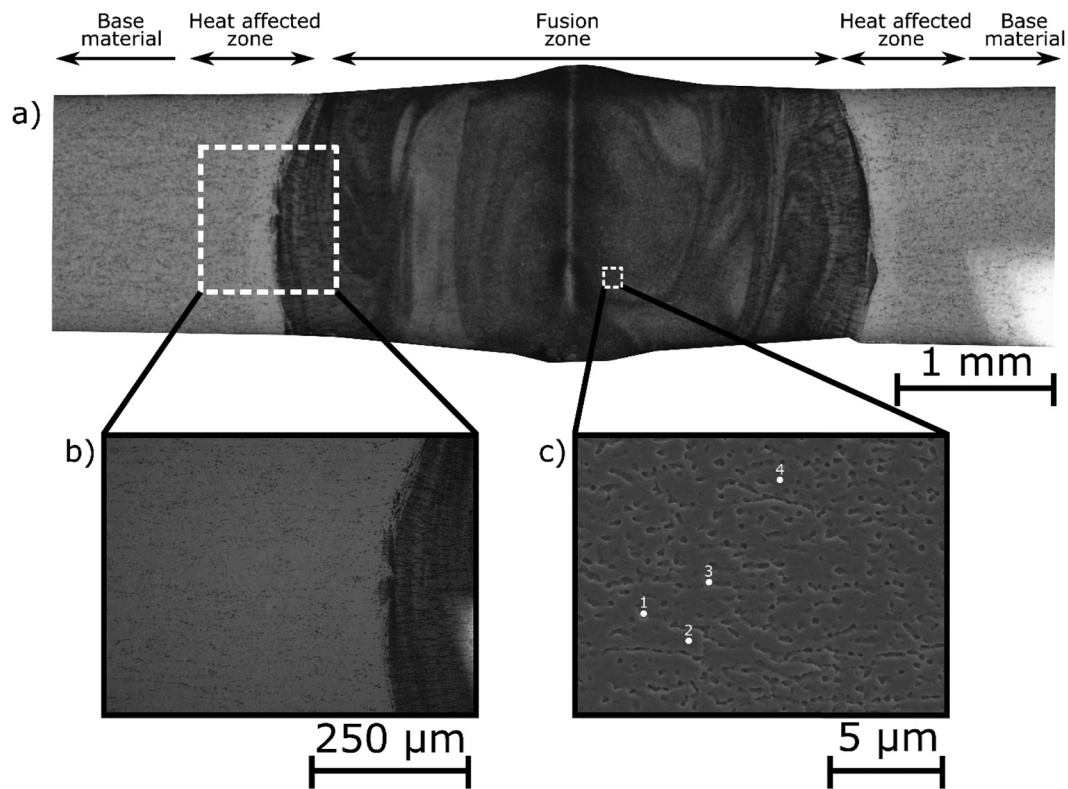 Base
material
Heat affected
zone
Fusion
zone
Heat affected
zone
Base
material
a)
1 mm
b)
c)
4
3
1
2
250 µm
5 µm